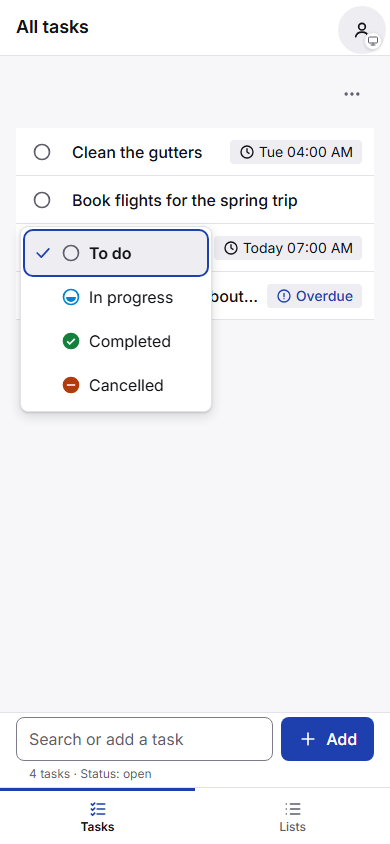 All tasks
Clean the gutters
Tue 04:00 AM
Book flights for the spring trip
Today 07:00 AM
bout...
Overdue
To do
In progress
Completed
Cancelled
Search or add a task
Add
4 tasks · Status: open
Tasks
Lists